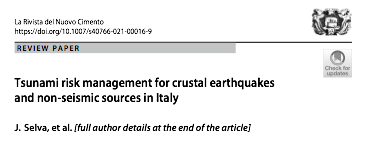 La Rivista del Nuovo Cimento
https://doi.org/10.1007/s40766-021-00016-9
REVIEW PAPER
Check for
updates
Tsunami risk management for crustal earthquakes
and non-seismic sources in Italy
J. Selva, et al. [full author details at the end of the article]